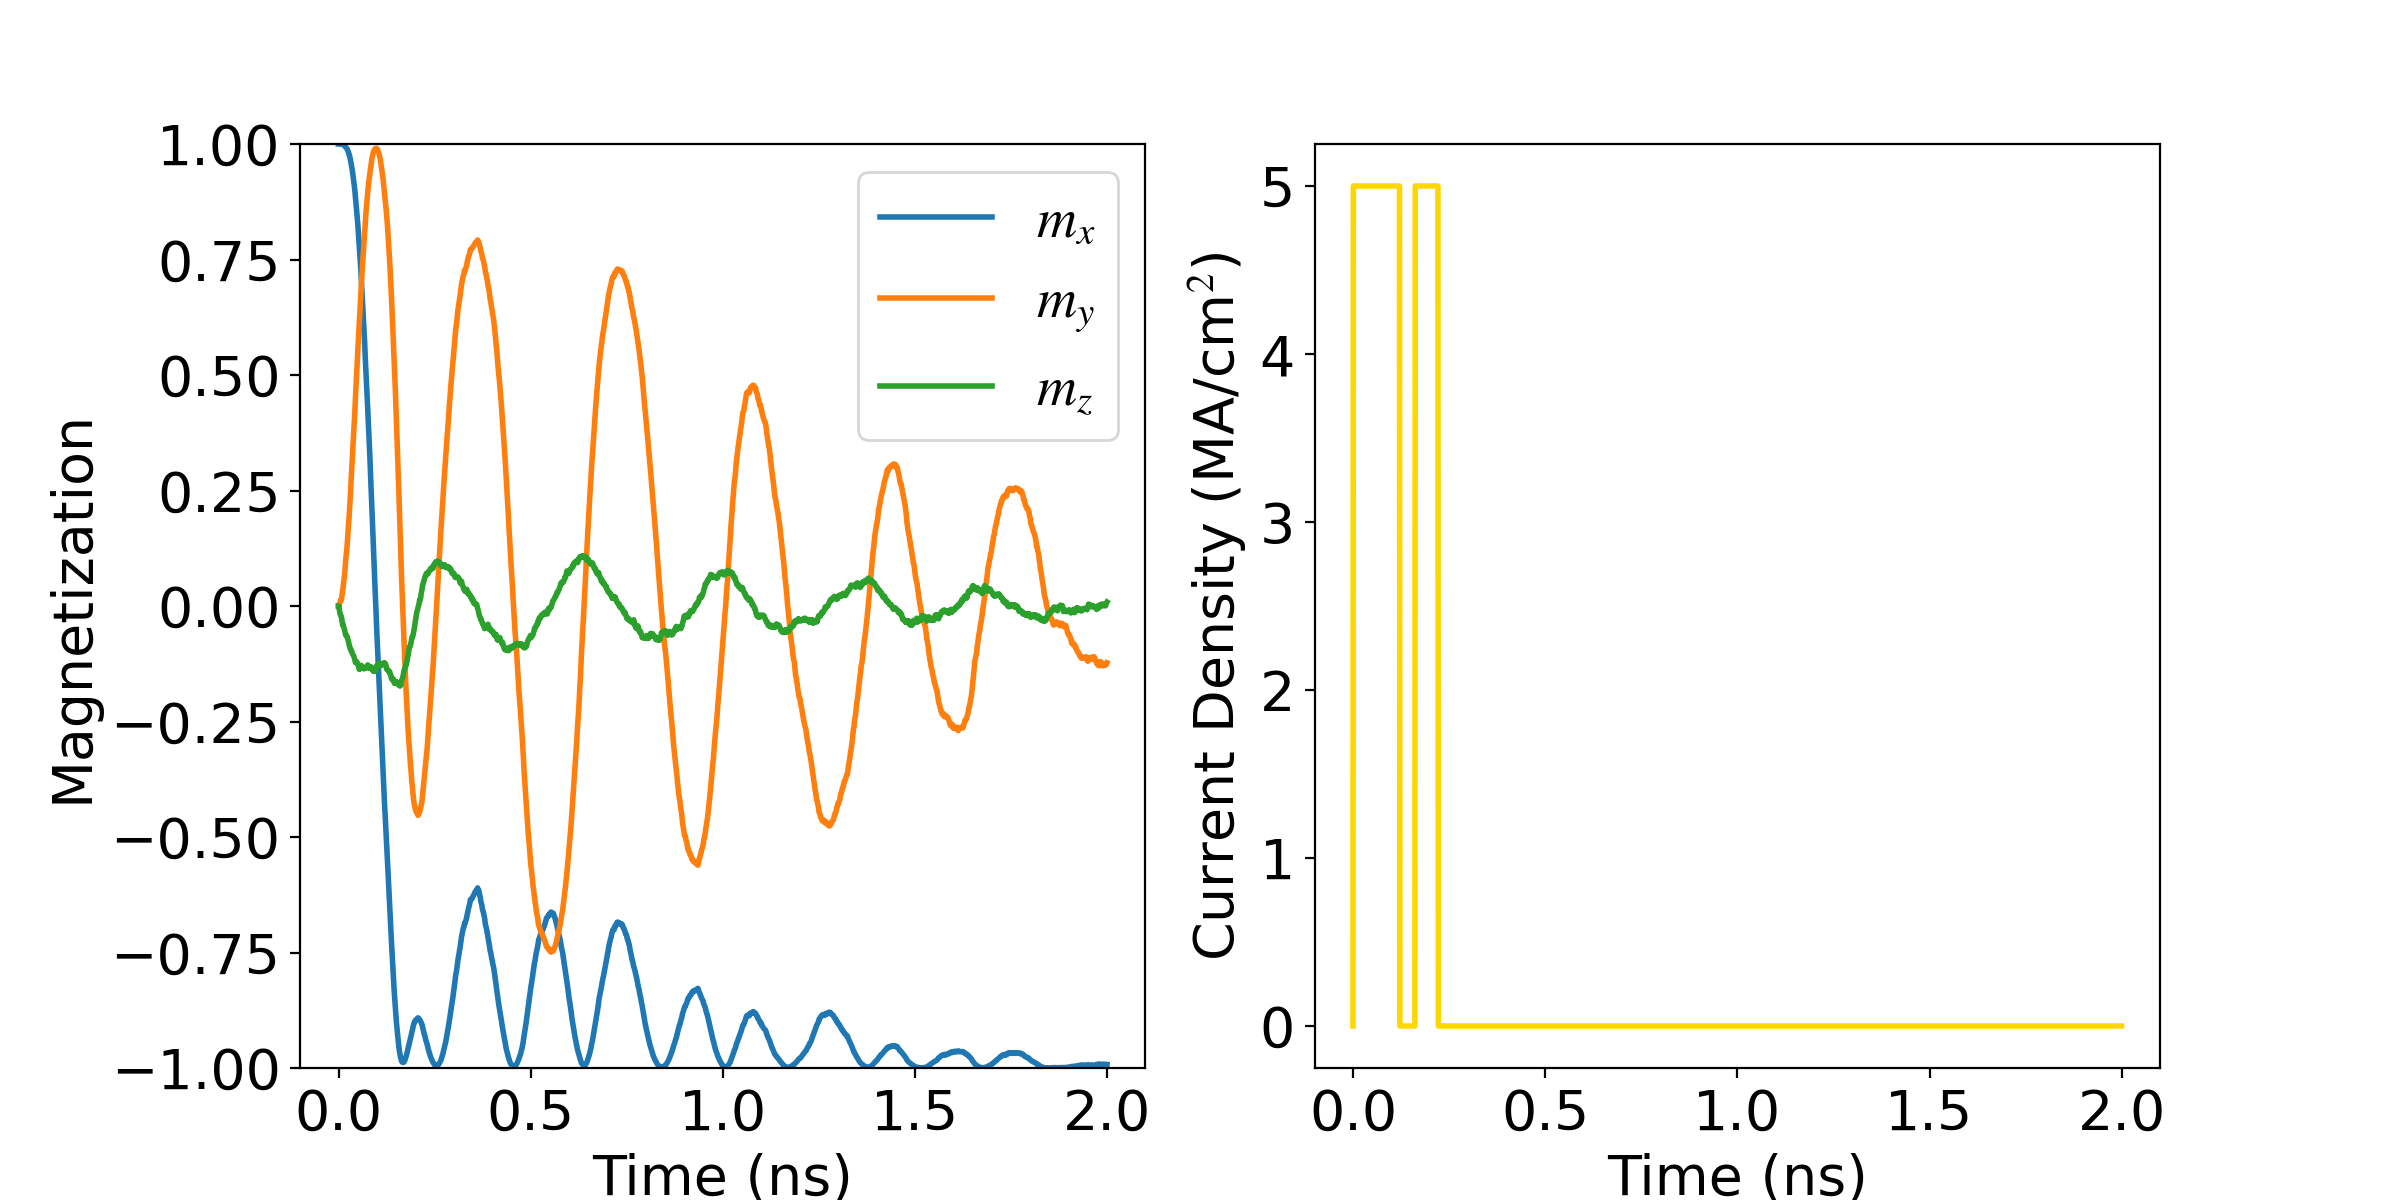 Magnetization
1.00
0.75
0.50
0.25
0.00
−0.25
−0.50
−0.75
−1.00
0.0 0.5 1.0 1.5 2.0
Time (ns)
m_x
m_y
m_z
Current Density (MA/cm²)
5
4
3
2
1
0
0.0 0.5 1.0 1.5 2.0
Time (ns)